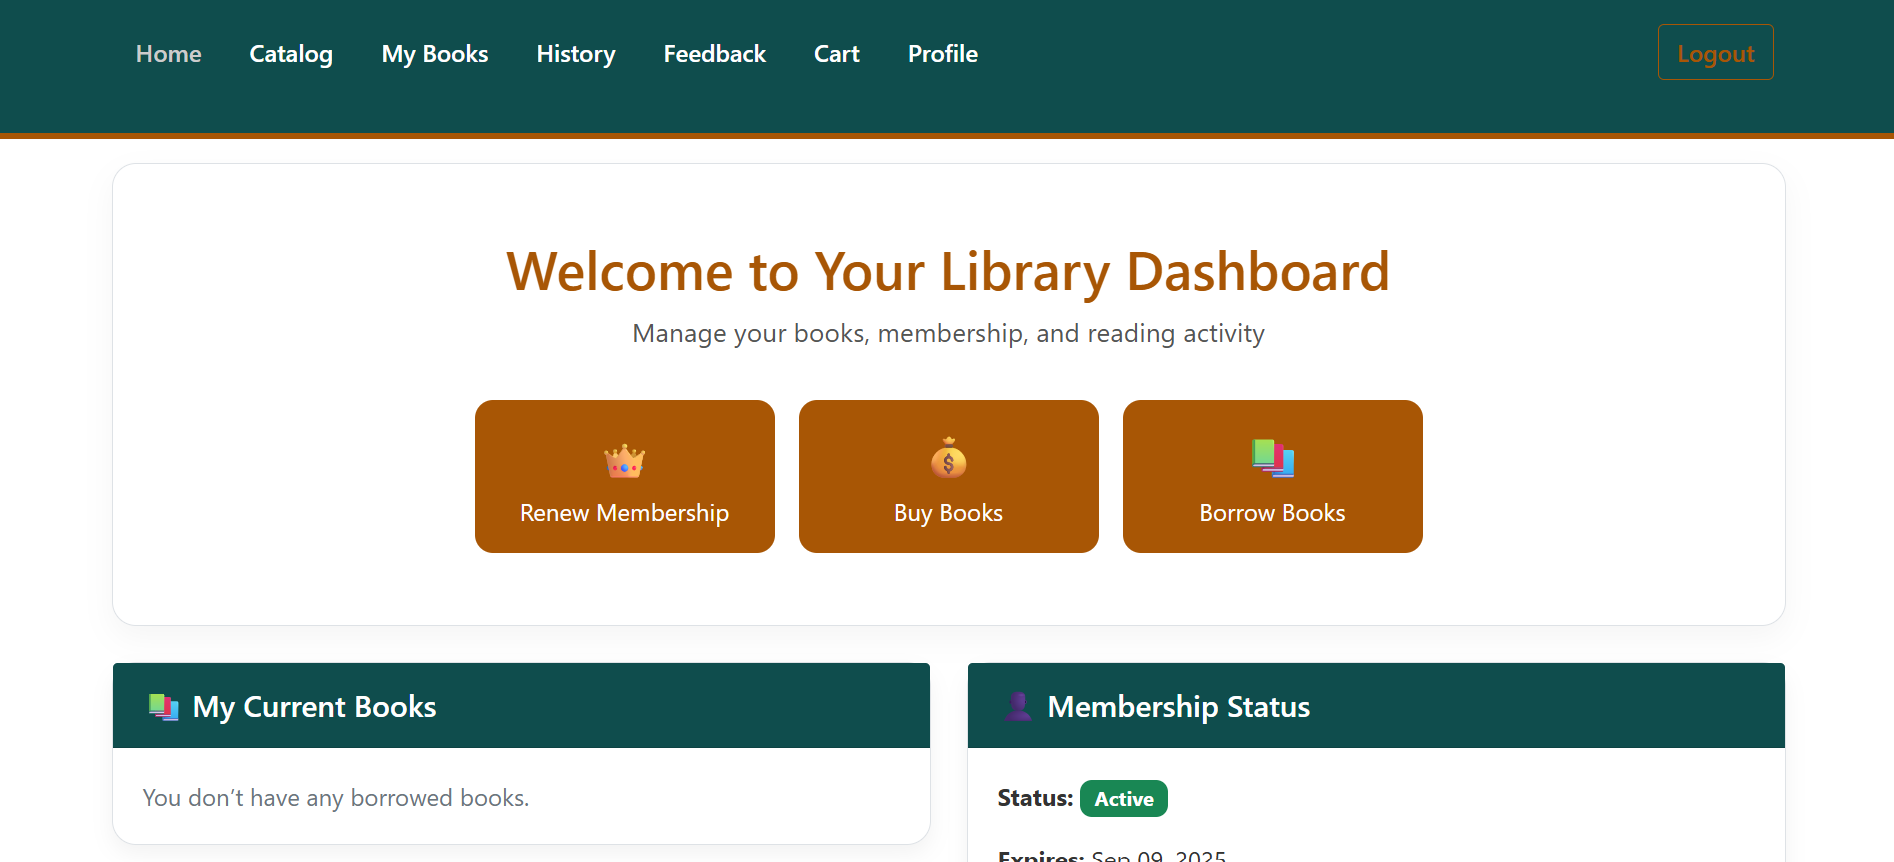 Home Catalog My Books History Feedback Cart Profile Logout
Welcome to Your Library Dashboard
Manage your books, membership, and reading activity
Renew Membership Buy Books Borrow Books
My Current Books
You don’t have any borrowed books.
Membership Status
Status: Active
Expires: Sep 09, 2025